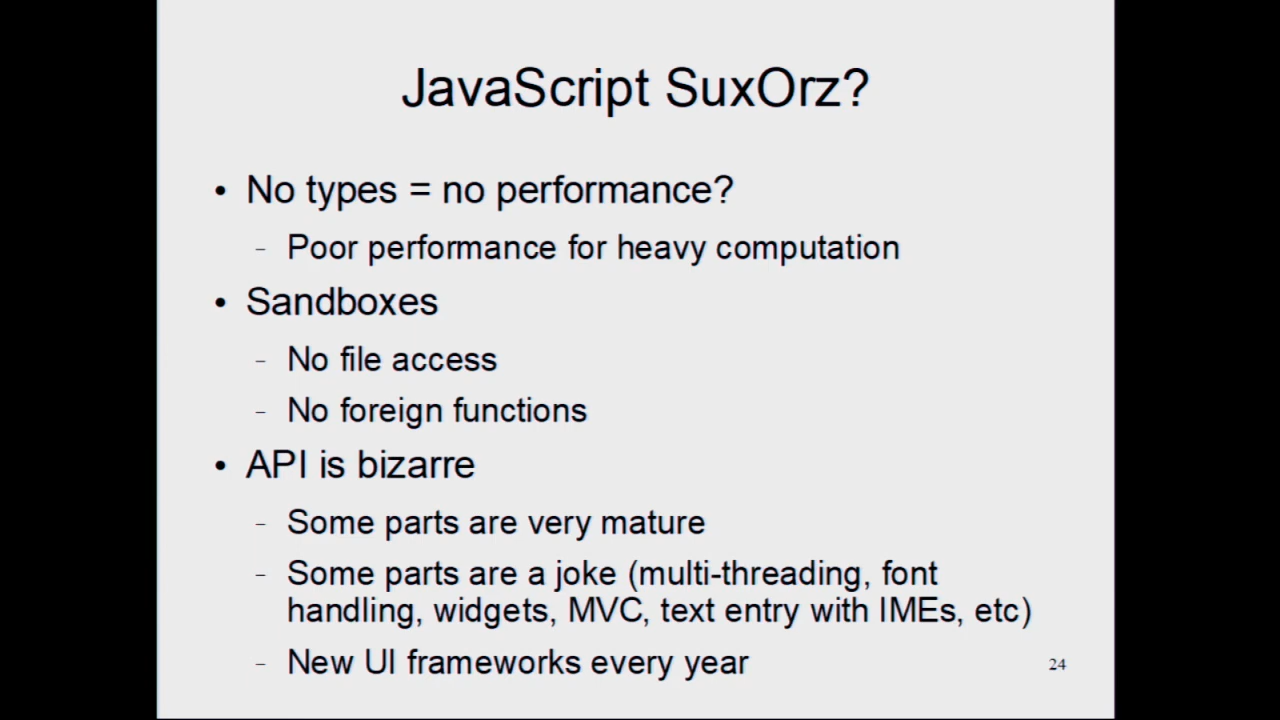 JavaScript SuxOrz?
• No types = no performance?
– Poor performance for heavy computation
• Sandboxes
– No file access
– No foreign functions
• API is bizarre
– Some parts are very mature
– Some parts are a joke (multi-threading, font
handling, widgets, MVC, text entry with IMEs, etc)
– New UI frameworks every year
24